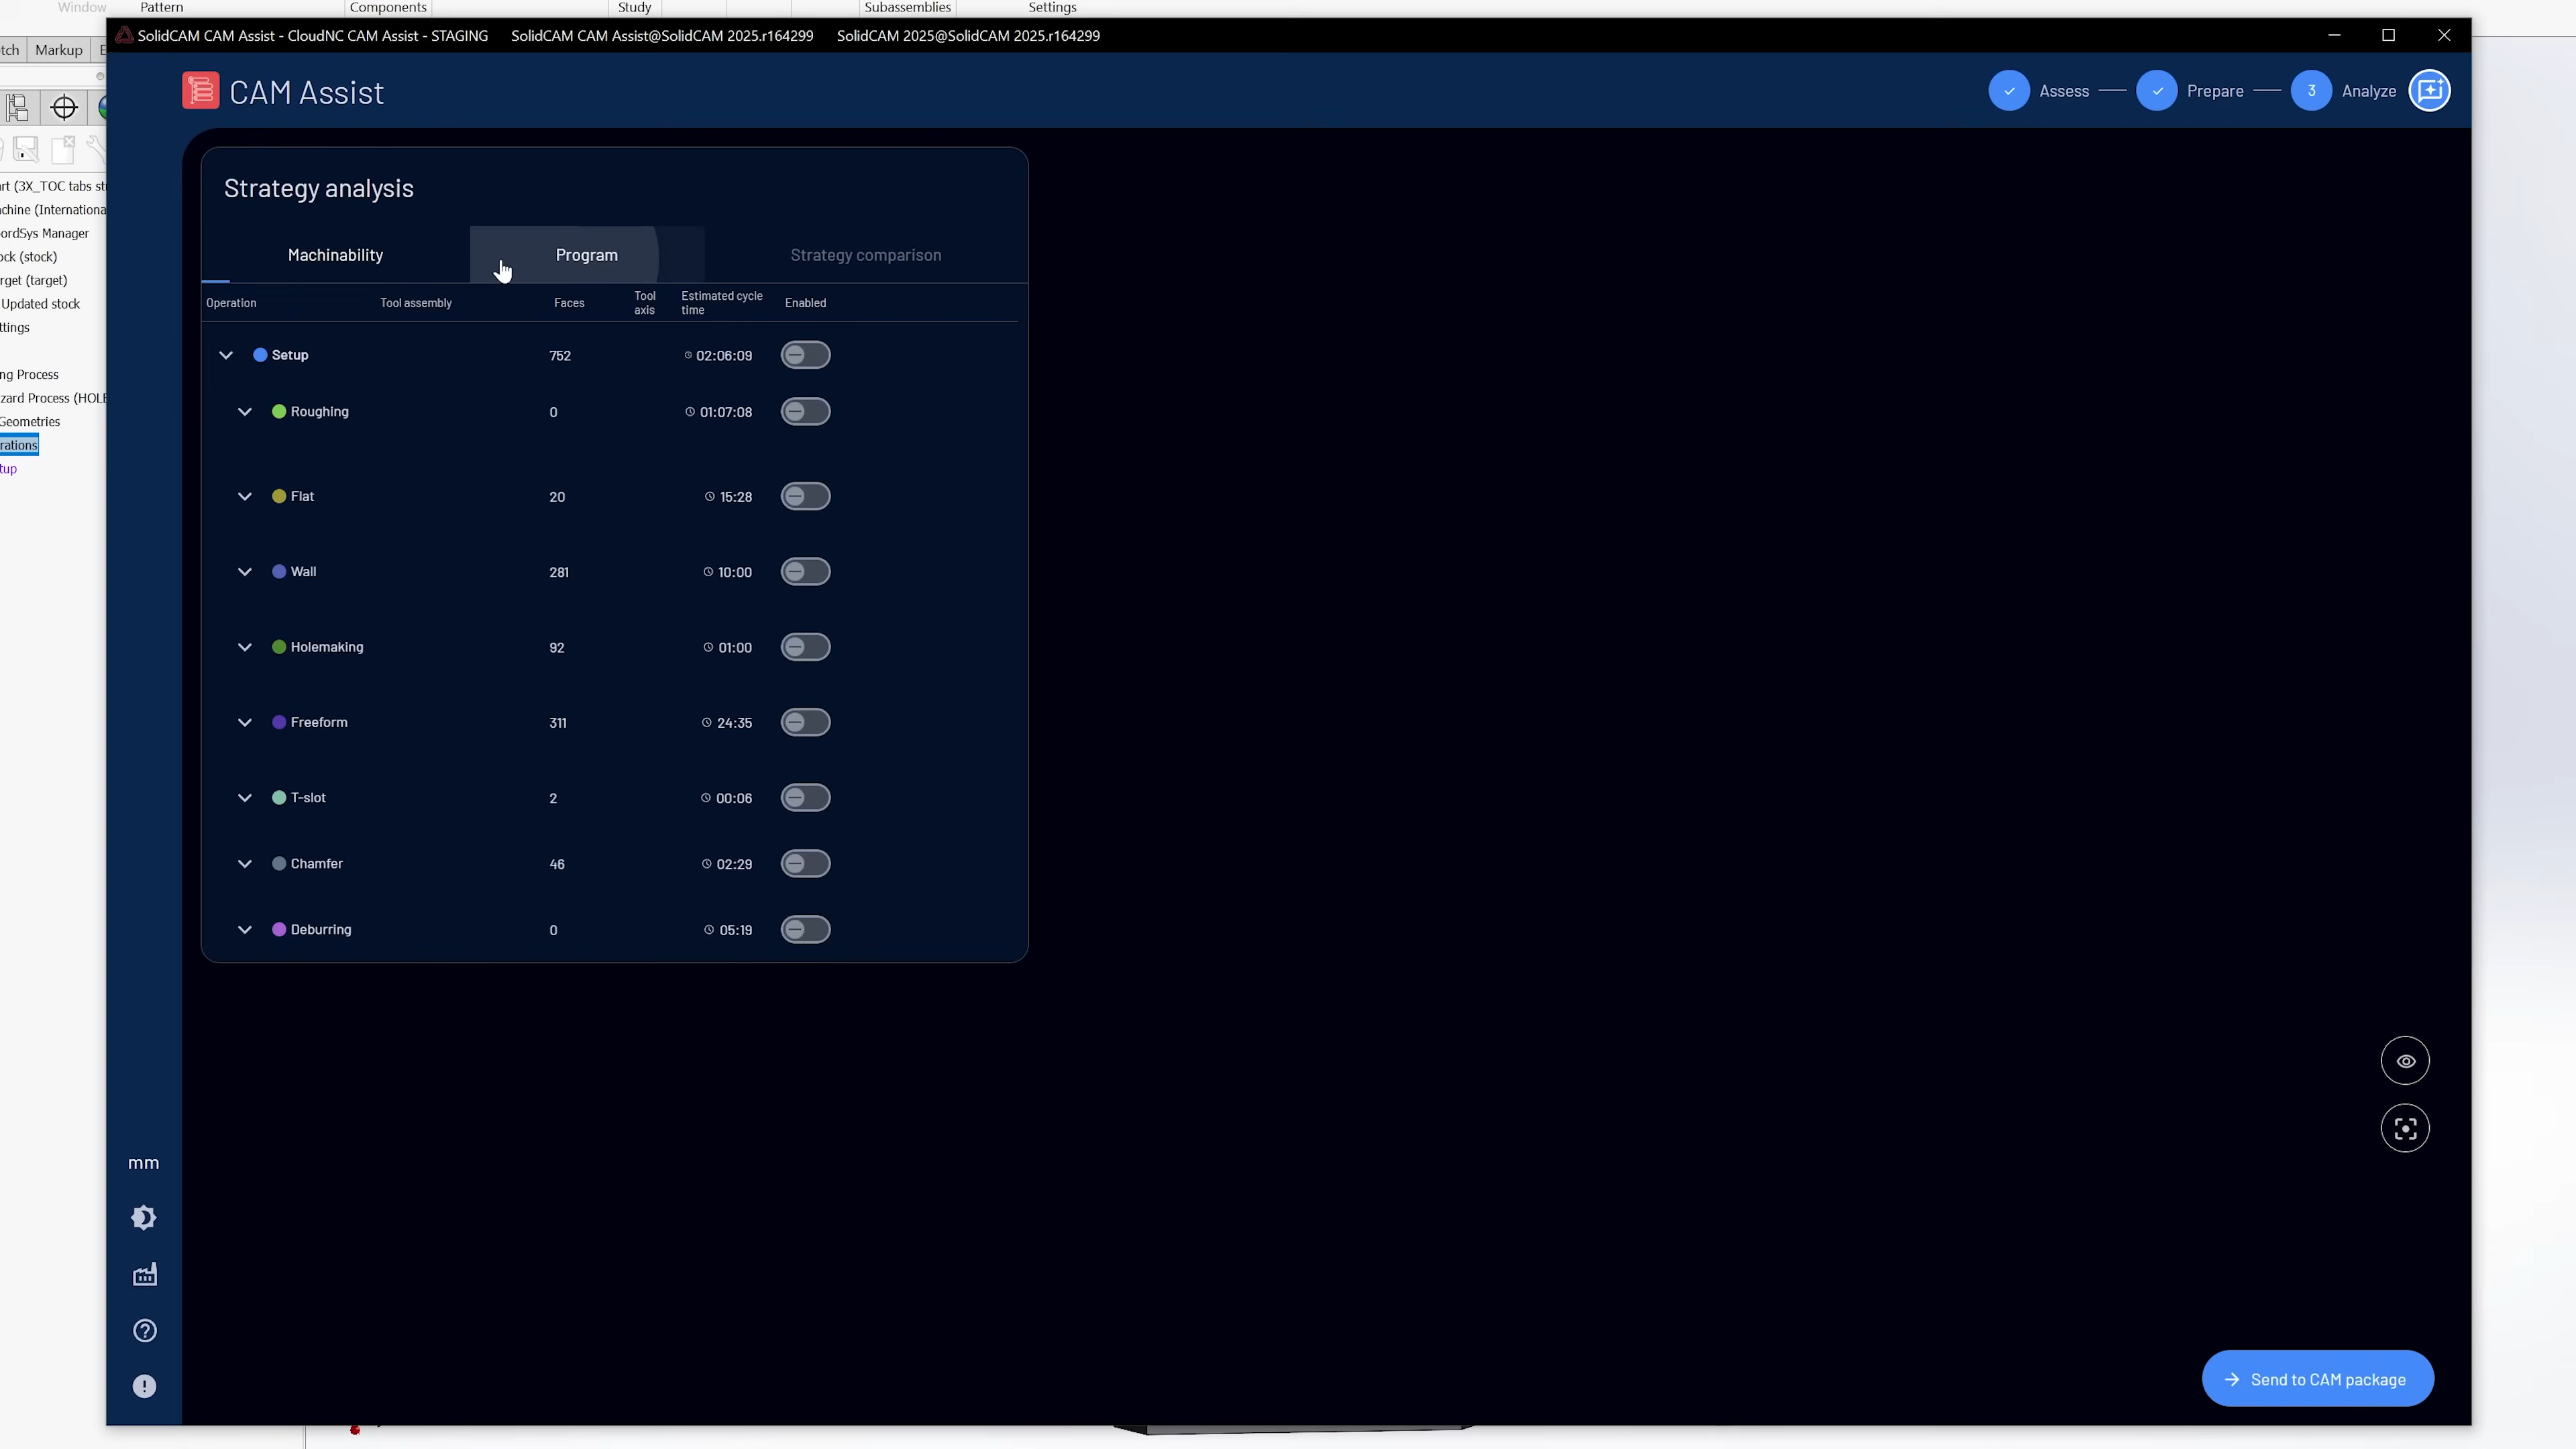 Window
Pattern
Components
Study
Subassemblies
Settings
tch
Markup
SolidCAM CAM Assist - CloudNC CAM Assist - STAGING SolidCAM CAM Assist@SolidCAM 2025.r164299 SolidCAM 2025@SolidCAM 2025.r164299
CAM Assist
Assess
Prepare
3 Analyze
rt (3X_TOC tabs st
chine (Internationa
ordSys Manager
ock (stock)
rget (target)
Updated stock
ttings
ng Process
zard Process (HOLE
Geometries
rations
tup
Strategy analysis
Machinability
Program
Strategy comparison
Operation
Tool assembly
Faces
Tool axis
Estimated cycle time
Enabled
Setup 752 02:06:09
Roughing 0 01:07:08
Flat 20 15:28
Wall 281 10:00
Holemaking 92 01:00
Freeform 311 24:35
T-slot 2 00:06
Chamfer 46 02:29
Deburring 0 05:19
mm
Send to CAM package